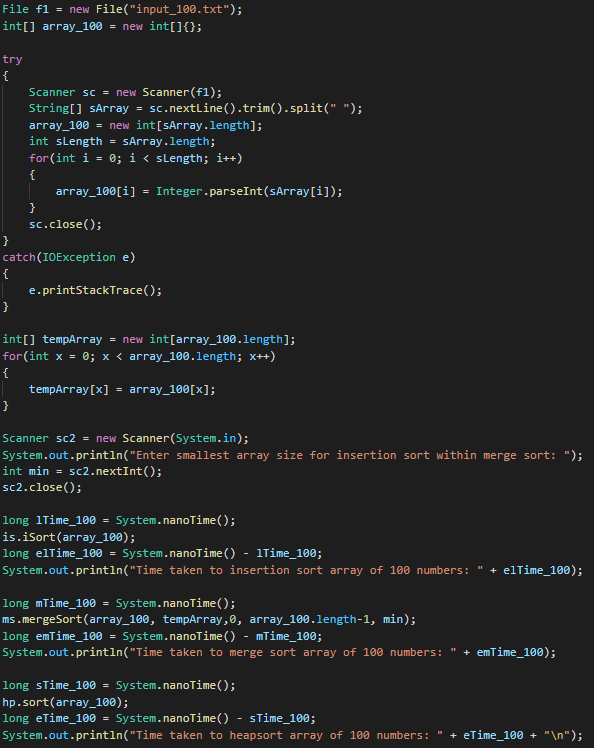 File f1 = new File("input_100.txt");
int[] array_100 = new int[]{};
try
{
Scanner sc = new Scanner(f1);
String[] sArray = sc.nextLine().trim().split(" ");
array_100 = new int[sArray.length];
int sLength = sArray.length;
for(int i = 0; i < sLength; i++)
{
array_100[i] = Integer.parseInt(sArray[i]);
}
sc.close();
}
catch(IOException e)
{
e.printStackTrace();
}
int[] tempArray = new int[array_100.length];
for(int x = 0; x < array_100.length; x++)
{
tempArray[x] = array_100[x];
}
Scanner sc2 = new Scanner(System.in);
System.out.println("Enter smallest array size for insertion sort within merge sort: ");
int min = sc2.nextInt();
sc2.close();
long lTime_100 = System.nanoTime();
is.iSort(array_100);
long elTime_100 = System.nanoTime() - lTime_100;
System.out.println("Time taken to insertion sort array of 100 numbers: " + elTime_100);
long mTime_100 = System.nanoTime();
ms.mergeSort(array_100, tempArray,0, array_100.length-1, min);
long emTime_100 = System.nanoTime() - mTime_100;
System.out.println("Time taken to merge sort array of 100 numbers: " + emTime_100);
long sTime_100 = System.nanoTime();
hp.sort(array_100);
long eTime_100 = System.nanoTime() - sTime_100;
System.out.println("Time taken to heapsort array of 100 numbers: " + eTime_100 + "\n");